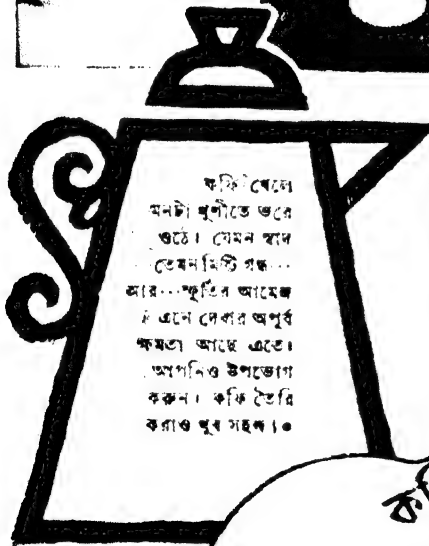 কফি খেলে
মনটা খুশীতে ভরে
ওঠে। যেমন স্বাদ
তেমন মিষ্টি গন্ধ...
আর...স্ফূর্তির আমেজ
এনে দেবার অপূর্ব
ক্ষমতা আছে এতে।
আপনিও উপভোগ
করুন। কফি তৈরি
করাও খুব সহজ।